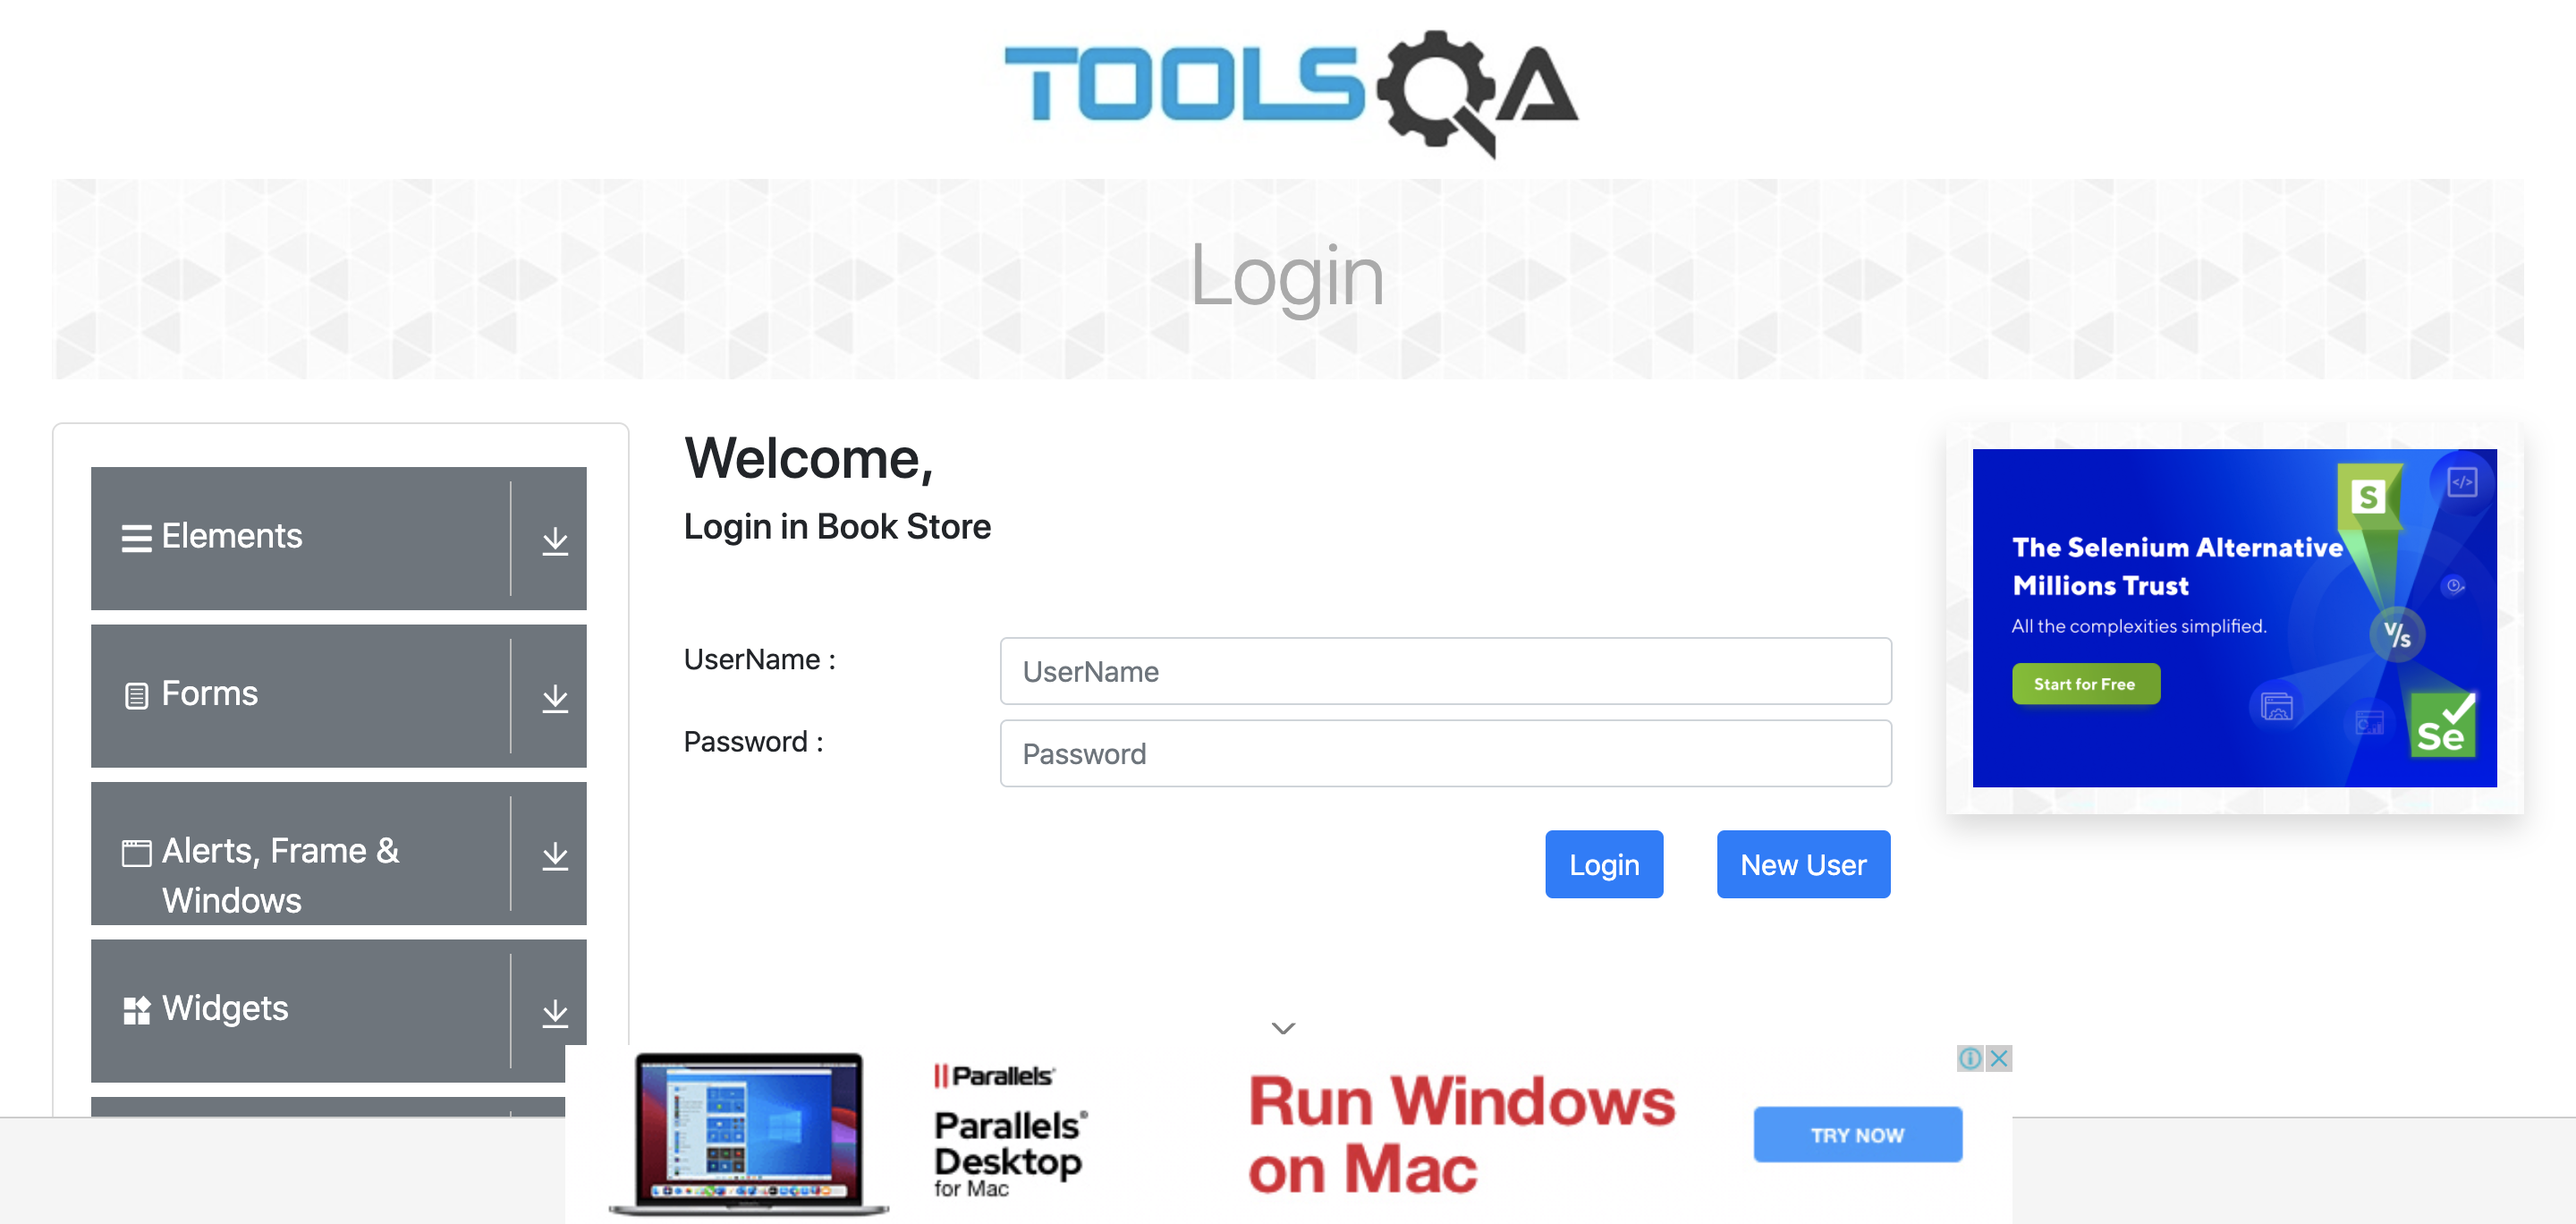 TOOLSQA
Login
Elements
Forms
Alerts, Frame &
Windows
Widgets
Welcome,
Login in Book Store
UserName :
UserName
Password :
Password
Login
New User
S
</>
The Selenium Alternative
Millions Trust
All the complexities simplified.
Start for Free
V/s
Se
Parallels®
Parallels®
Desktop
for Mac
Run Windows
on Mac
TRY NOW